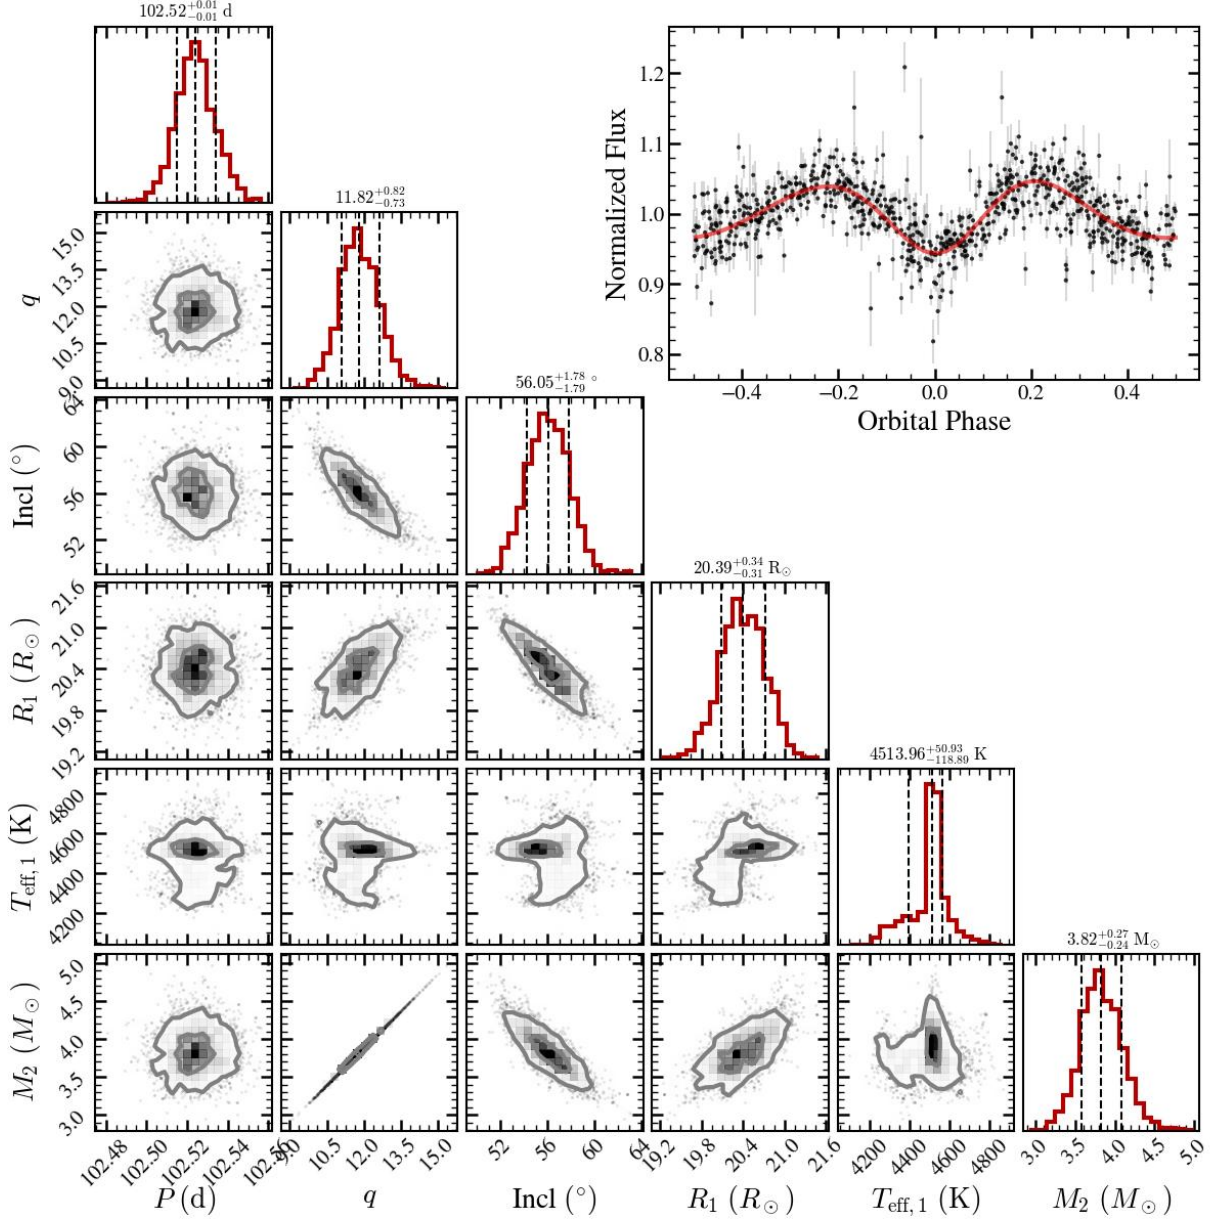 102.52+0.01−0.01 d
11.82+0.82−0.73
56.05+1.78−1.79 °
20.39+0.34−0.31 R⊙
4513.96+50.93−118.89 K
3.82+0.27−0.24 M⊙
Normalized Flux
1.2
1.1
1.0
0.9
0.8
−0.4 −0.2 0.0 0.2 0.4
Orbital Phase
q
15.0
13.5
12.0
10.5
9.0
Incl (°)
64
60
56
52
R1 (R⊙)
21.6
21.0
20.4
19.8
19.2
Teff, 1 (K)
4800
4600
4400
4200
M2 (M⊙)
5.0
4.5
4.0
3.5
3.0
102.48 102.50 102.52 102.54
9.0 10.5 12.0 13.5 15.0
52 56 60 64
19.2 19.8 20.4 21.0 21.6
4200 4400 4600 4800
3.0 3.5 4.0 4.5 5.0
P (d) q Incl (°) R1 (R⊙) Teff, 1 (K) M2 (M⊙)